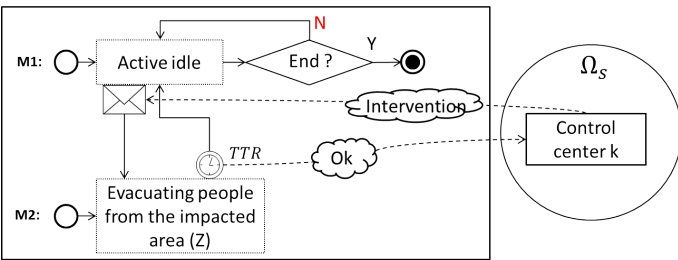 N
M1:
Active idle
End ?
Y
Ω_S
Intervention
Control
center k
TTR
Ok
M2:
Evacuating people
from the impacted
area (Z)